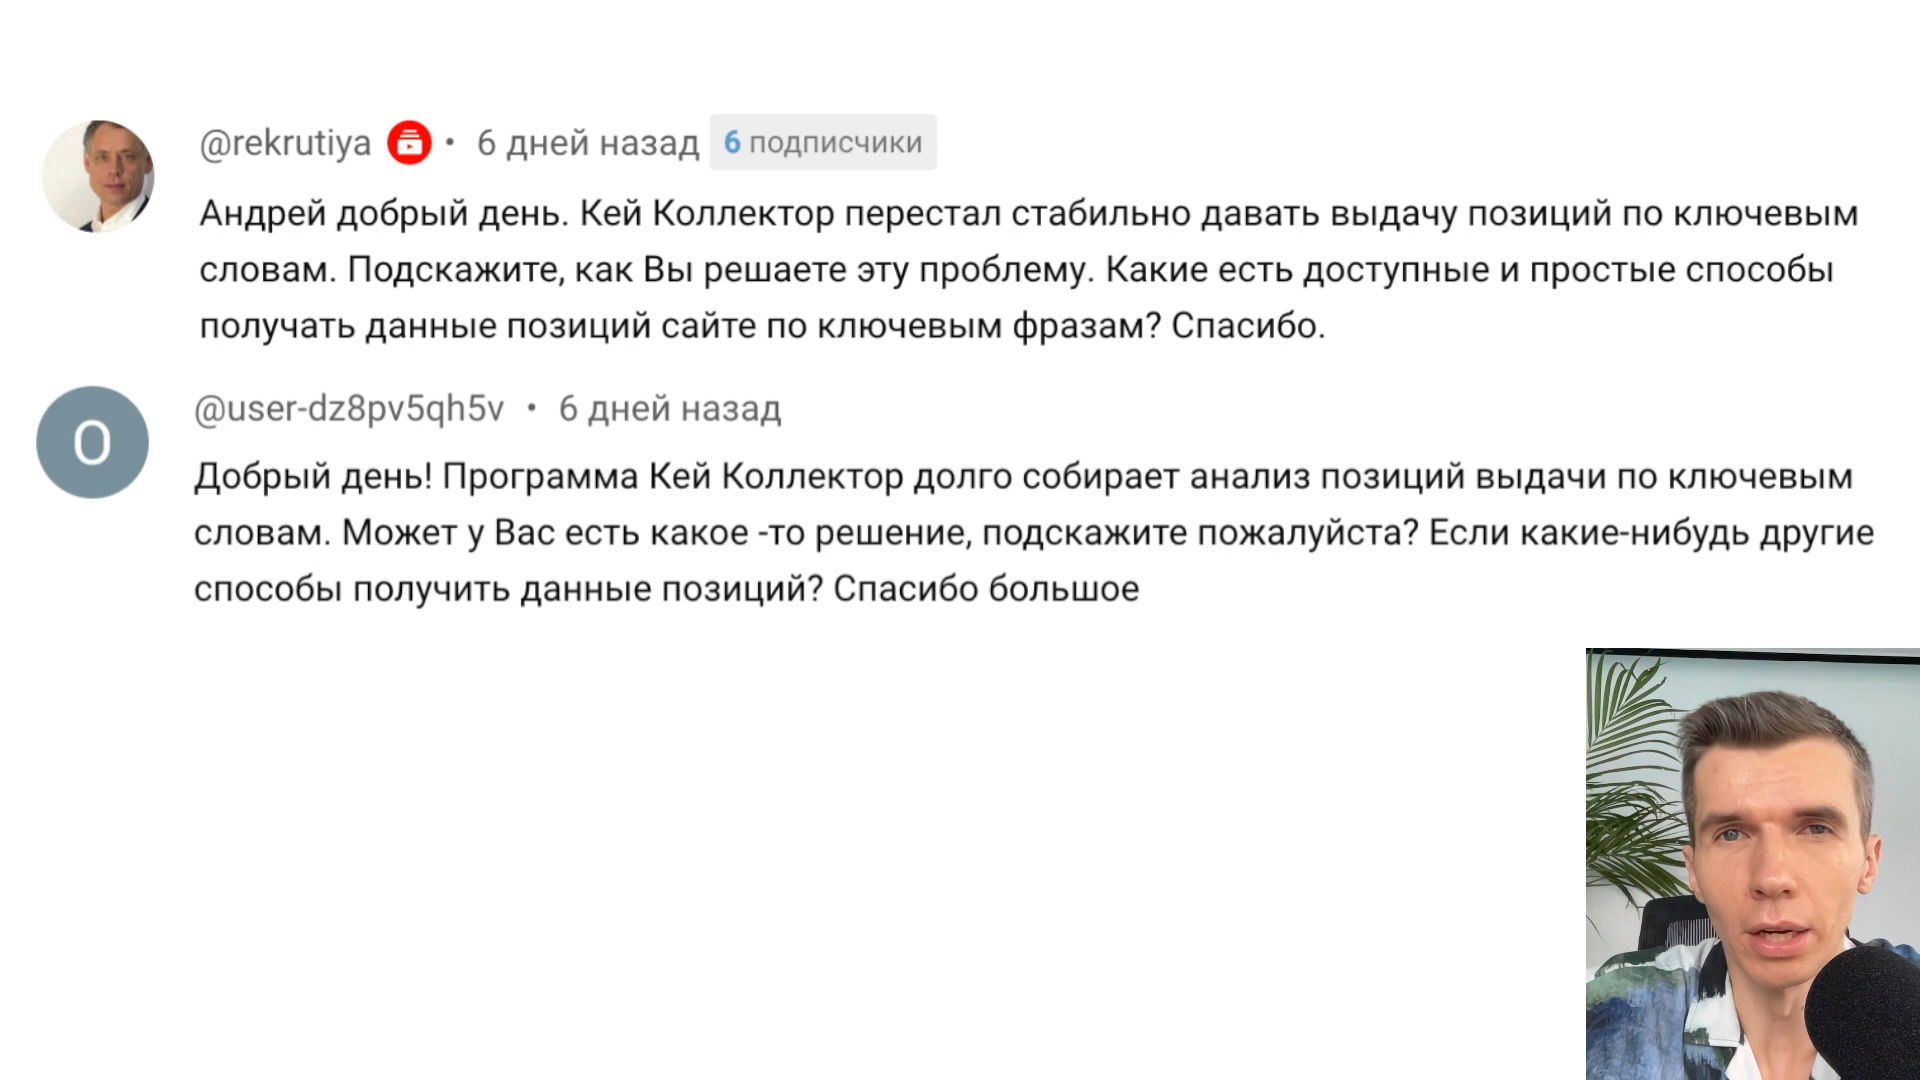 @rekrutiya • 6 дней назад 6 подписчики
Андрей добрый день. Кей Коллектор перестал стабильно давать выдачу позиций по ключевым
словам. Подскажите, как Вы решаете эту проблему. Какие есть доступные и простые способы
получать данные позиций сайте по ключевым фразам? Спасибо.
O
@user-dz8pv5qh5v • 6 дней назад
Добрый день! Программа Кей Коллектор долго собирает анализ позиций выдачи по ключевым
словам. Может у Вас есть какое -то решение, подскажите пожалуйста? Если какие-нибудь другие
способы получить данные позиций? Спасибо большое